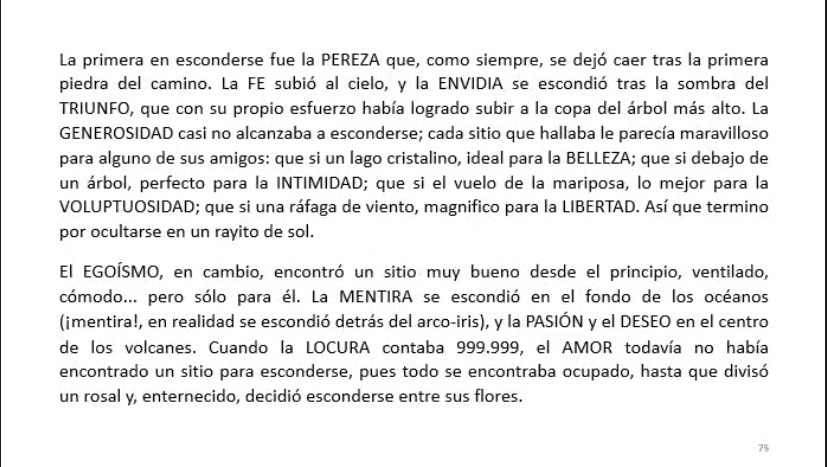 La primera en esconderse fue la PEREZA que, como siempre, se dejó caer tras la primera
piedra del camino. La FE subió al cielo, y la ENVIDIA se escondió tras la sombra del
TRIUNFO, que con su propio esfuerzo había logrado subir a la copa del árbol más alto. La
GENEROSIDAD casi no alcanzaba a esconderse; cada sitio que hallaba le parecía maravilloso
para alguno de sus amigos: que si un lago cristalino, ideal para la BELLEZA; que si debajo de
un árbol, perfecto para la INTIMIDAD; que si el vuelo de la mariposa, lo mejor para la
VOLUPTUOSIDAD; que si una ráfaga de viento, magnifico para la LIBERTAD. Así que termino
por ocultarse en un rayito de sol.
El EGOÍSMO, en cambio, encontró un sitio muy bueno desde el principio, ventilado,
cómodo... pero sólo para él. La MENTIRA se escondió en el fondo de los océanos
(¡mentira!, en realidad se escondió detrás del arco-iris), y la PASIÓN y el DESEO en el centro
de los volcanes. Cuando la LOCURA contaba 999.999, el AMOR todavía no había
encontrado un sitio para esconderse, pues todo se encontraba ocupado, hasta que divisó
un rosal y, enternecido, decidió esconderse entre sus flores.
75